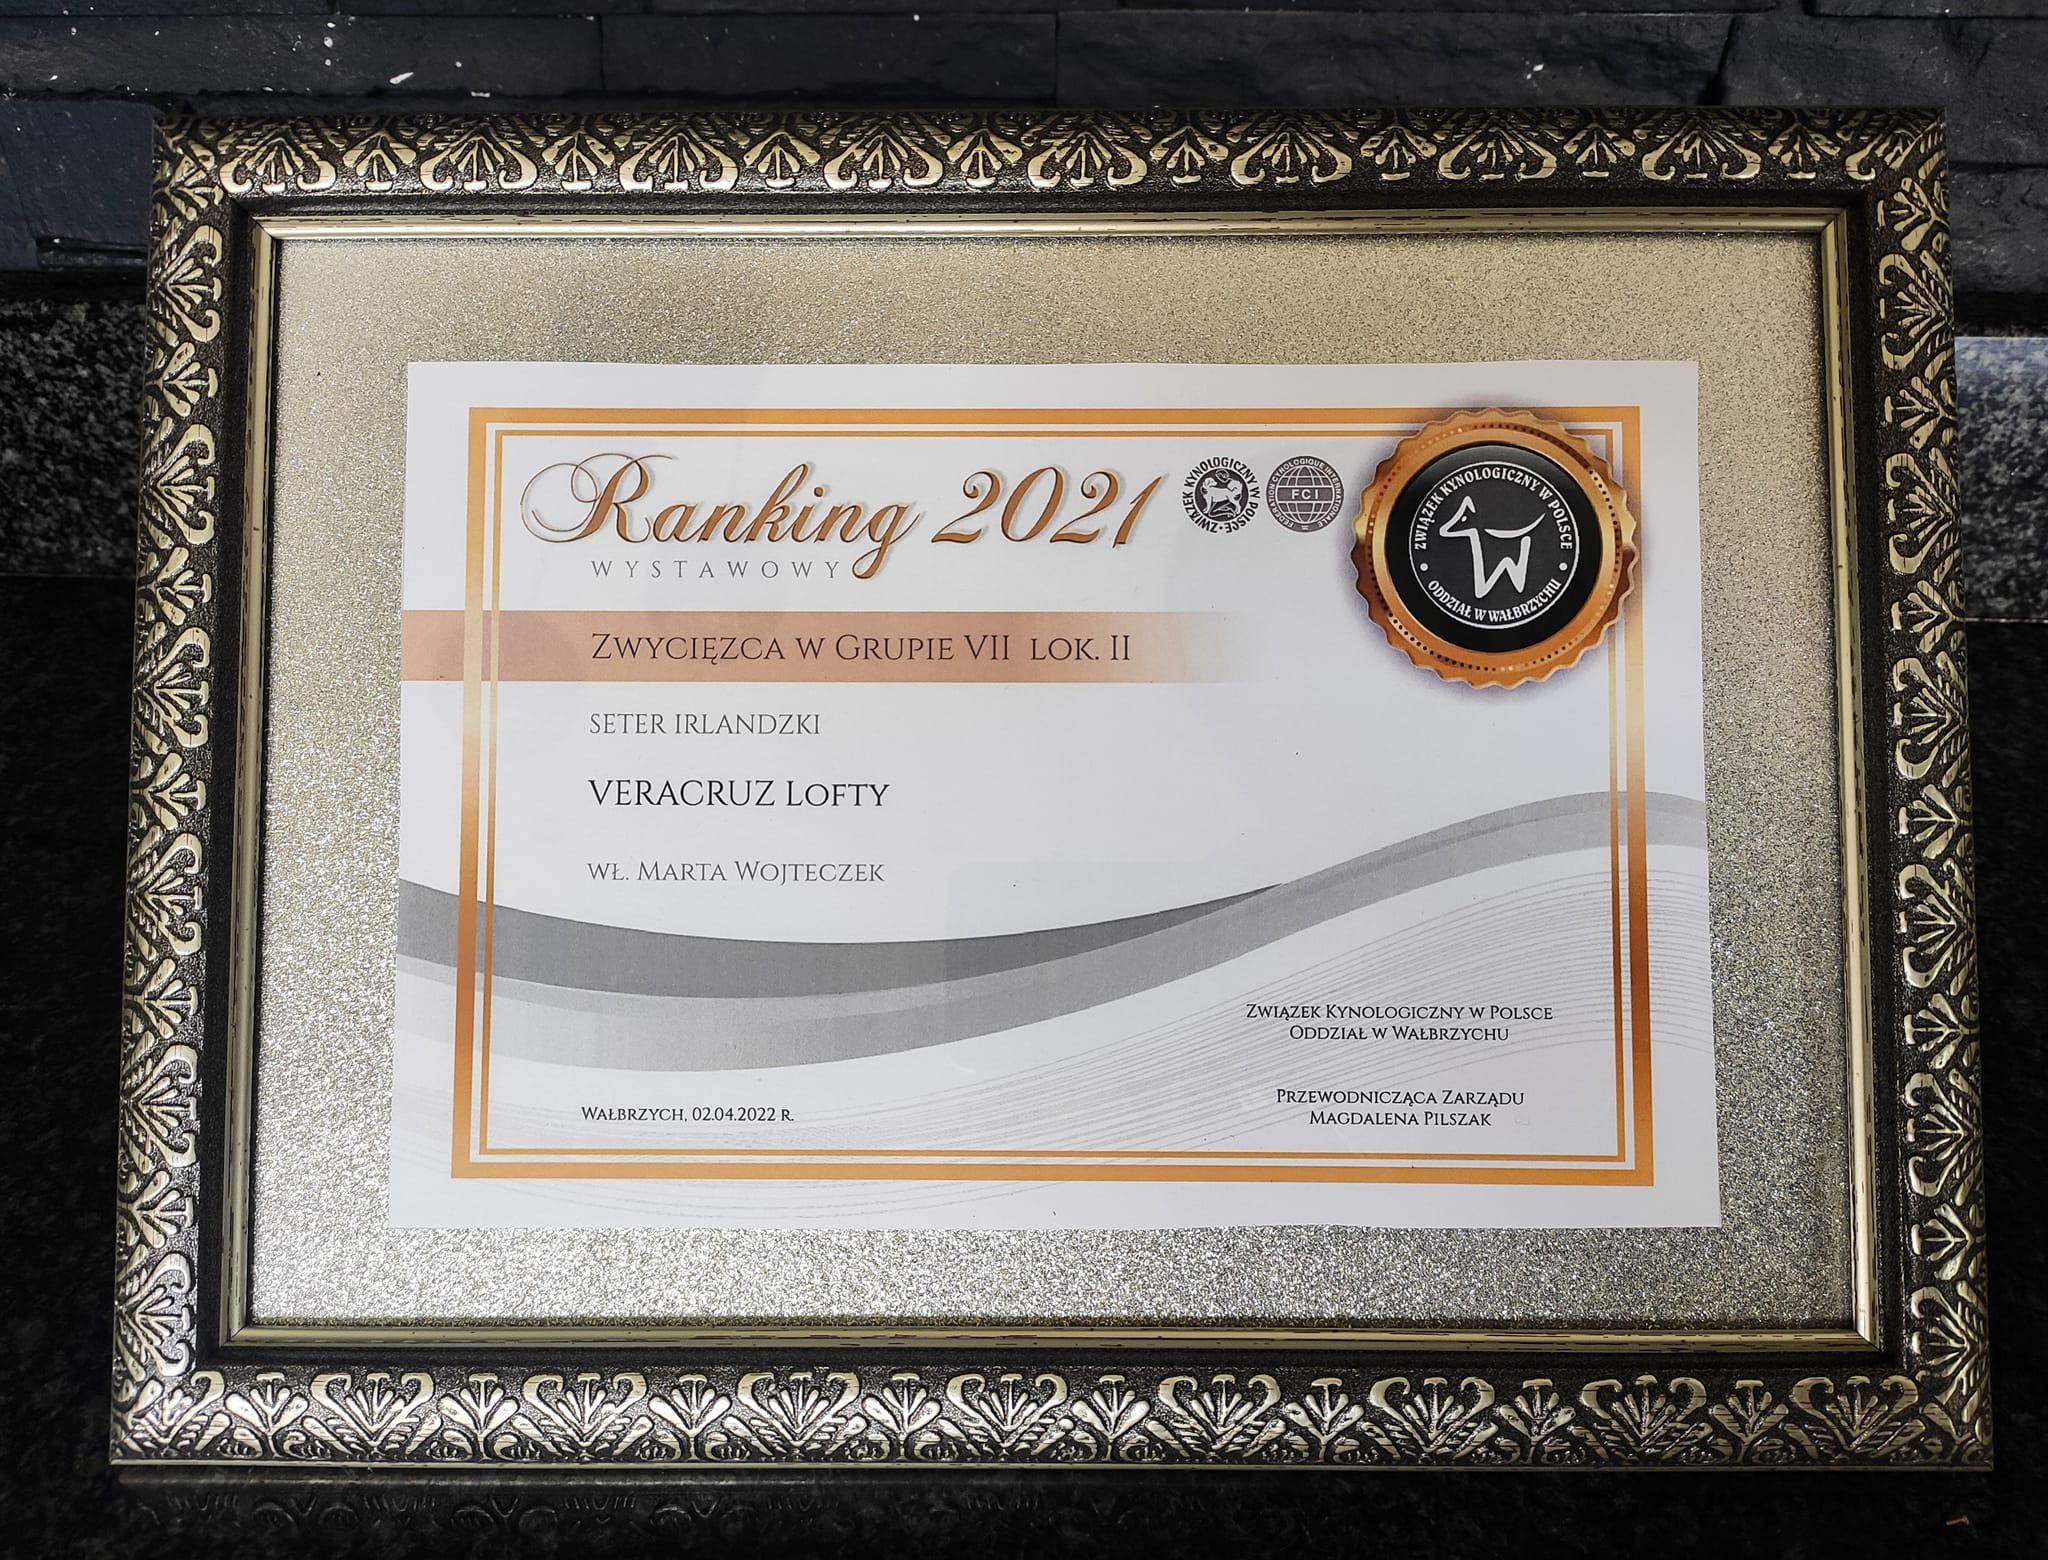 Ranking 2021
WYSTAWOWY
ZWIĄZEK KYNOLOGICZNY W POLSCE
FEDERATION CYNOLOGIQUE INTERNATIONALE
FCI
ZWIĄZEK KYNOLOGICZNY W POLSCE
ODDZIAŁ W WAŁBRZYCHU
ZWYCIĘZCA W GRUPIE VII LOK. II
SETER IRLANDZKI
VERACRUZ LOFTY
WŁ. MARTA WOJTECZEK
ZWIĄZEK KYNOLOGICZNY W POLSCE
ODDZIAŁ W WAŁBRZYCHU
WAŁBRZYCH, 02.04.2022 R.
PRZEWODNICZĄCA ZARZĄDU
MAGDALENA PILSZAK